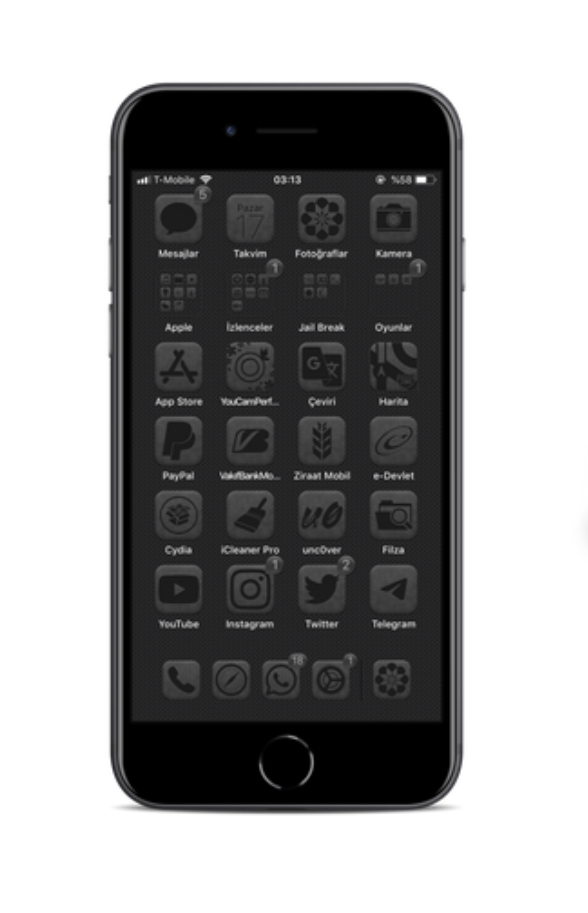 T-Mobile 03:13 %58
5
Pazar
17
Mesajlar Takvim Fotoğraflar Kamera
1 1
Apple İzlenceler Jail Break Oyunlar
G
App Store YouCamPerf... Çeviri Harita
PayPal VakıfBankMo... Ziraat Mobil e-Devlet
u0
Cydia iCleaner Pro unc0ver Filza
1 2
YouTube Instagram Twitter Telegram
18 1